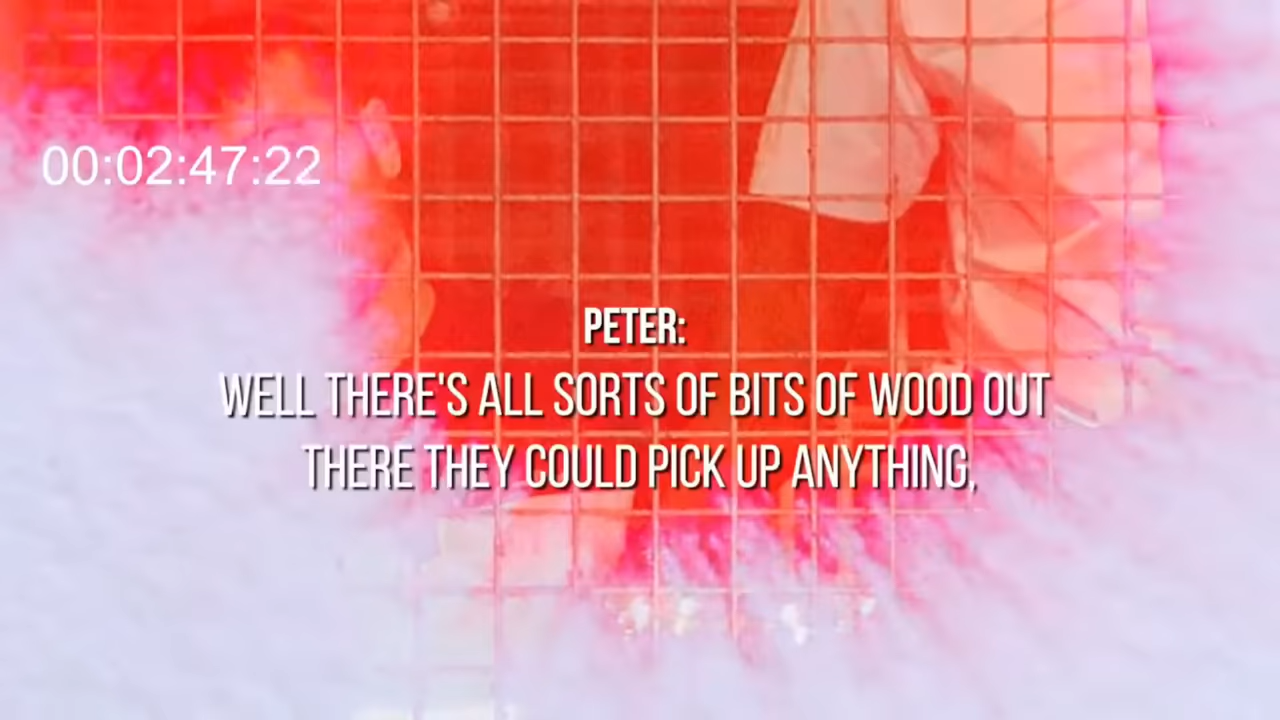 00:02:47:22
PETER:
WELL THERE'S ALL SORTS OF BITS OF WOOD OUT
THERE THEY COULD PICK UP ANYTHING,